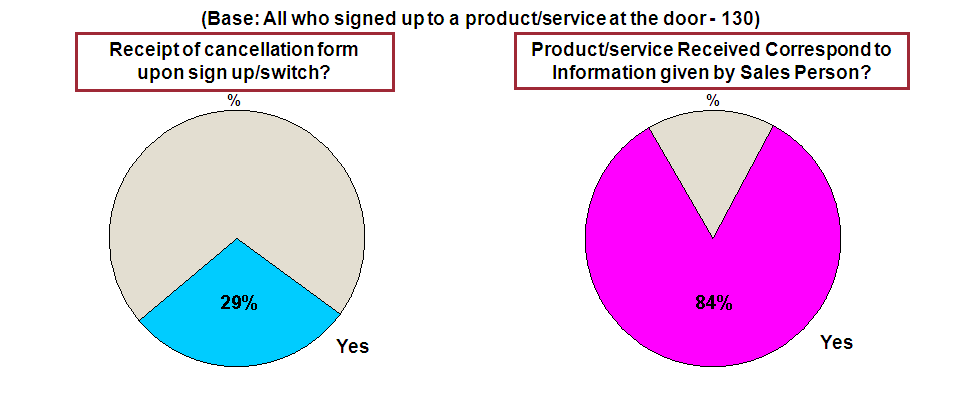 (Base: All who signed up to a product/service at the door - 130)
Receipt of cancellation form
upon sign up/switch?
Product/service Received Correspond to
Information given by Sales Person?
%
%
29%
84%
Yes
Yes